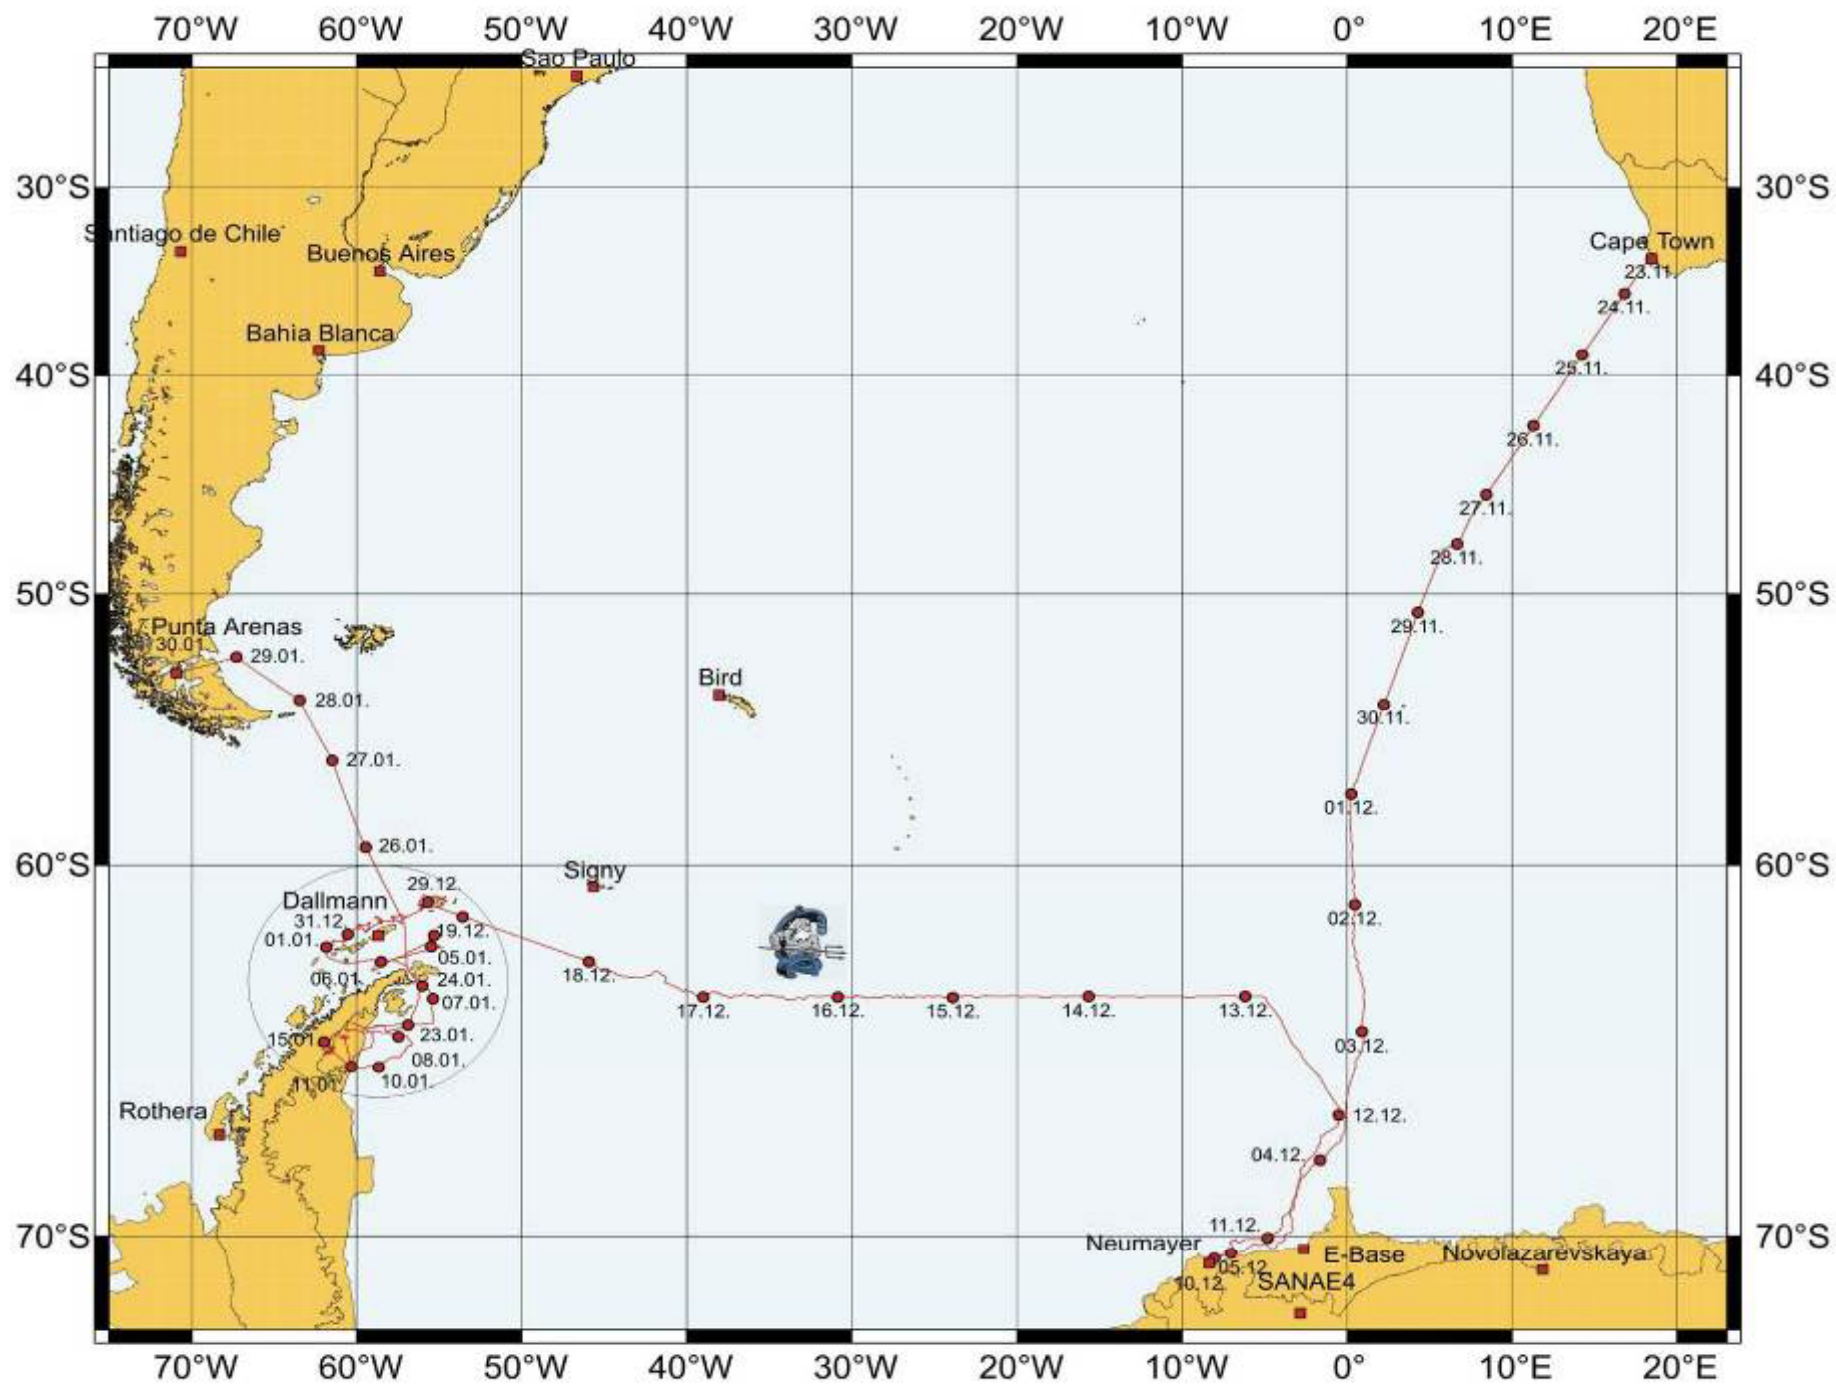 70°W 60°W 50°W 40°W 30°W 20°W 10°W 0° 10°E 20°E
Sao Paulo
30°S 30°S
Santiago de Chile
Buenos Aires
Cape Town
23.11.
24.11.
Bahia Blanca
25.11.
40°S 40°S
26.11.
27.11.
28.11.
50°S 50°S
Punta Arenas
29.11.
30.01.
29.01.
Bird
28.01.
30.11.
27.01.
01.12.
26.01.
60°S 60°S
Signy
29.12.
Dallmann
02.12.
31.12.
19.12.
01.01.
05.01.
18.12.
06.01.
24.01.
07.01.
17.12. 16.12. 15.12. 14.12. 13.12.
23.01.
15.01.
03.12.
08.01.
11.01.
10.01.
Rothera
12.12.
04.12.
11.12.
70°S 70°S
Neumayer
E-Base
Novolazarevskaya
05.12.
10.12.
SANAE4
70°W 60°W 50°W 40°W 30°W 20°W 10°W 0° 10°E 20°E